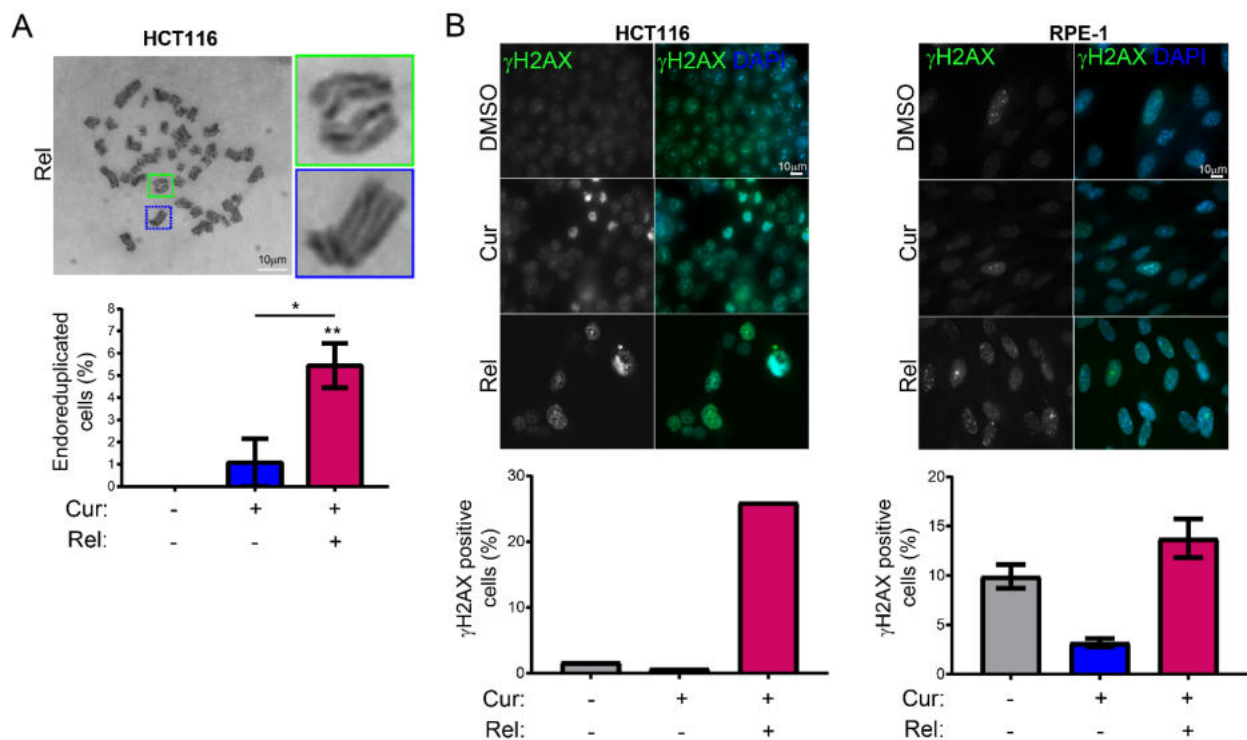 A
HCT116
Rel
10µm
Endoreduplicated
cells (%)
8
7
6
5
4
3
2
1
0
*
**
Cur: - + +
Rel: - - +
B
HCT116
γH2AX
γH2AX DAPI
DMSO
10µm
Cur
Rel
γH2AX positive
cells (%)
30
20
10
0
Cur: - + +
Rel: - - +
RPE-1
γH2AX
γH2AX DAPI
DMSO
10µm
Cur
Rel
γH2AX positive
cells (%)
20
15
10
5
0
Cur: - + +
Rel: - - +